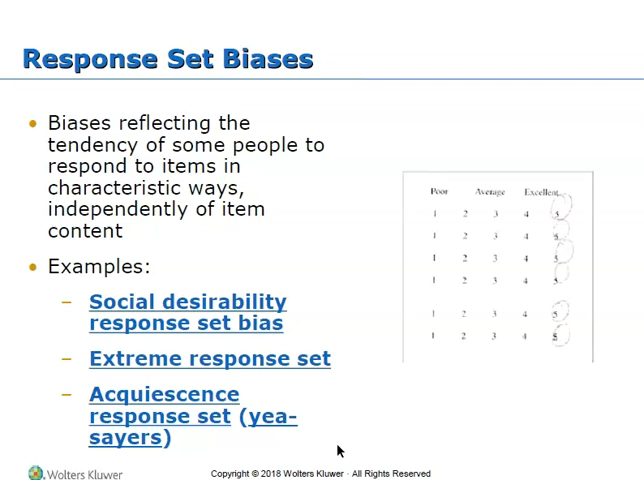 Response Set Biases
• Biases reflecting the
tendency of some people to
respond to items in
characteristic ways,
independently of item
content
• Examples:
– Social desirability
response set bias
– Extreme response set
– Acquiescence
response set (yea-
sayers)
Poor Average Excellent
1 2 3 4 5
1 2 3 4 5
1 2 3 4 5
1 2 3 4 5
1 2 3 4 5
1 2 3 4 5
Wolters Kluwer
Copyright © 2018 Wolters Kluwer · All Rights Reserved